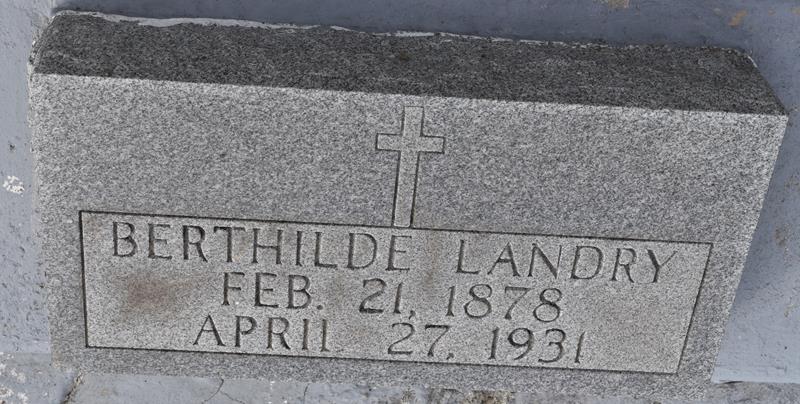 BERTHILDE LANDRY
FEB. 21, 1878
APRIL 27, 1931